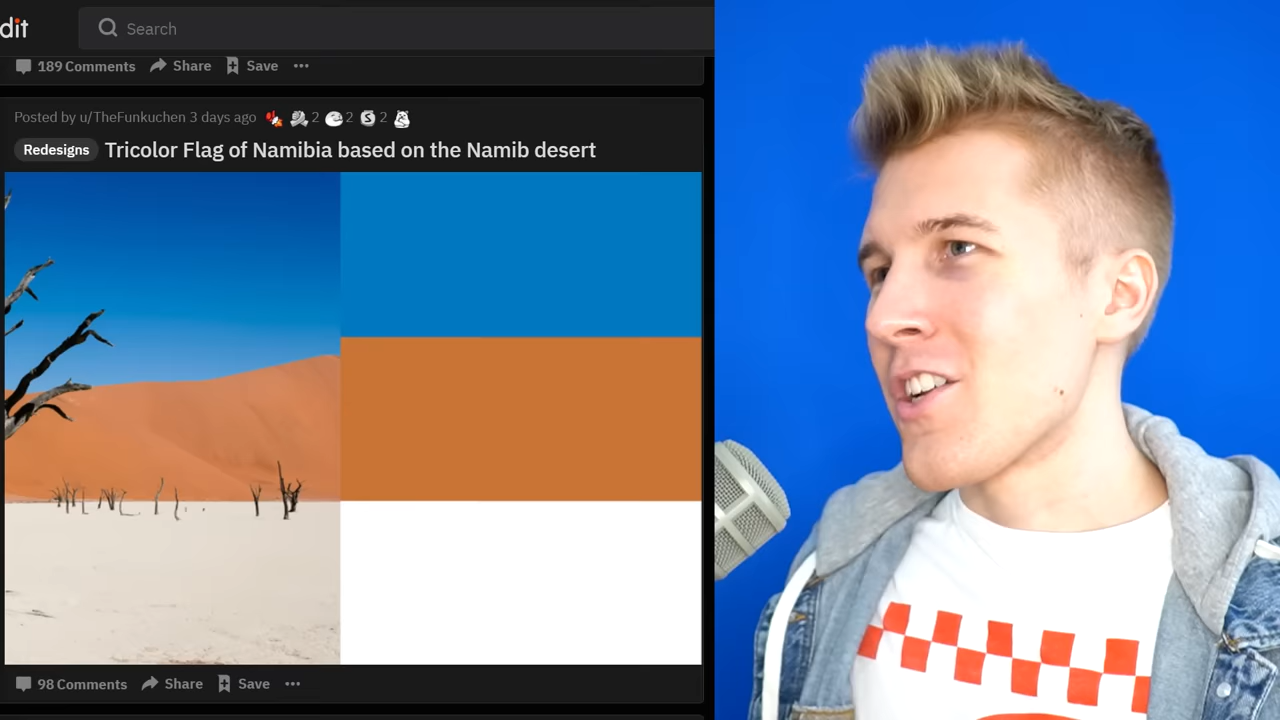 dit
Search
189 Comments Share Save
Posted by u/TheFunkuchen 3 days ago 2 2 2
Redesigns Tricolor Flag of Namibia based on the Namib desert
98 Comments Share Save